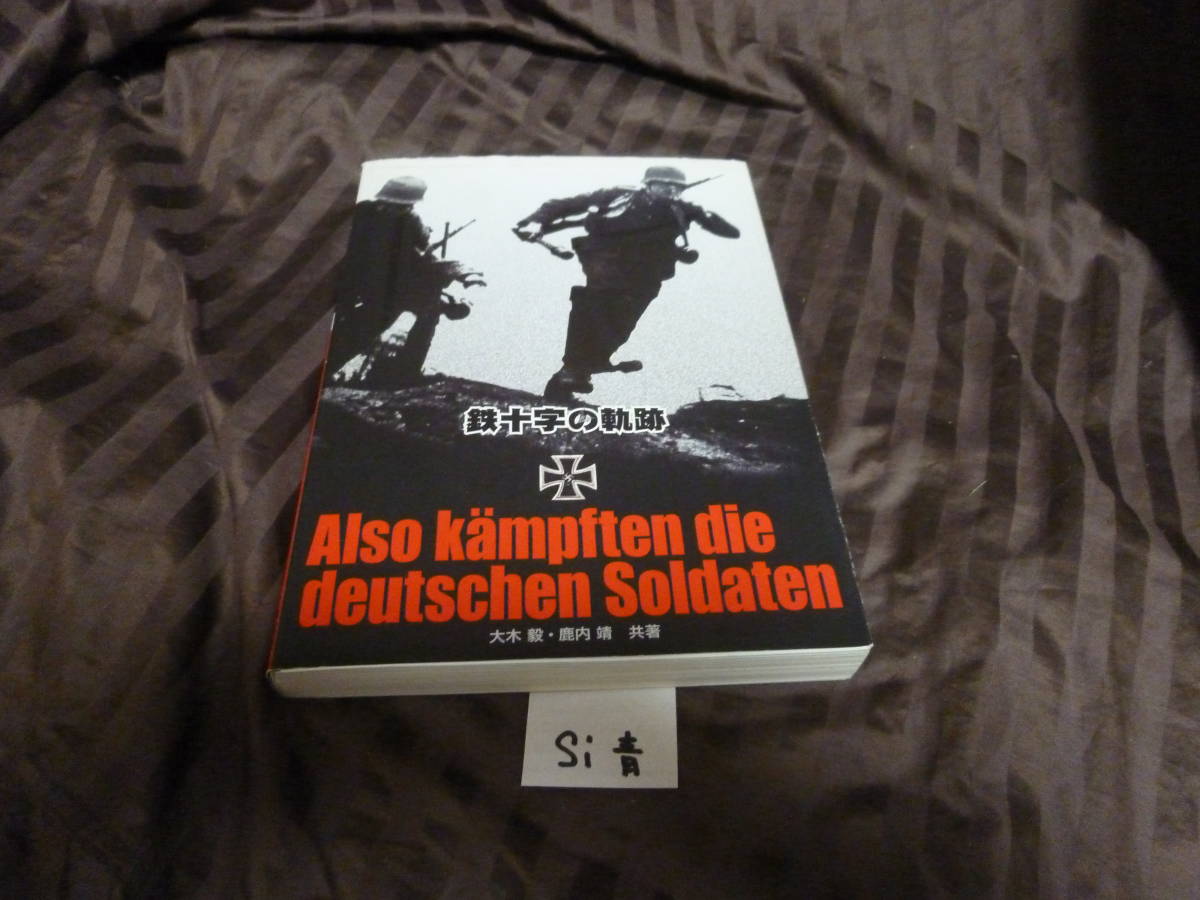 鉄十字の軌跡
Also kämpften die
deutschen Soldaten
大木 毅・鹿内 靖 共著
Si 青